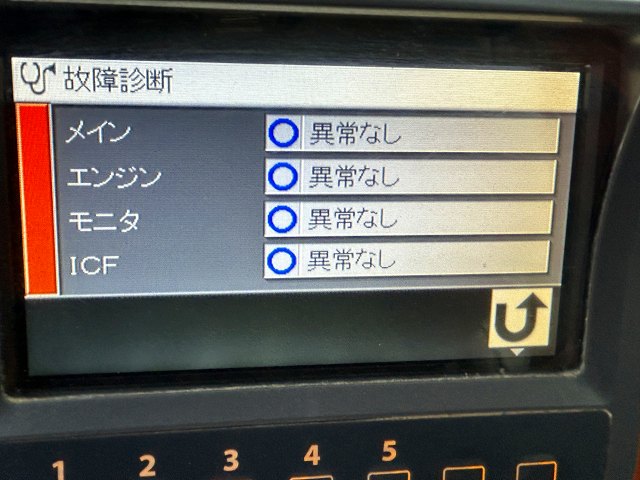 故障診断
メイン 異常なし
エンジン 異常なし
モニタ 異常なし
ICF 異常なし
1 2 3 4 5